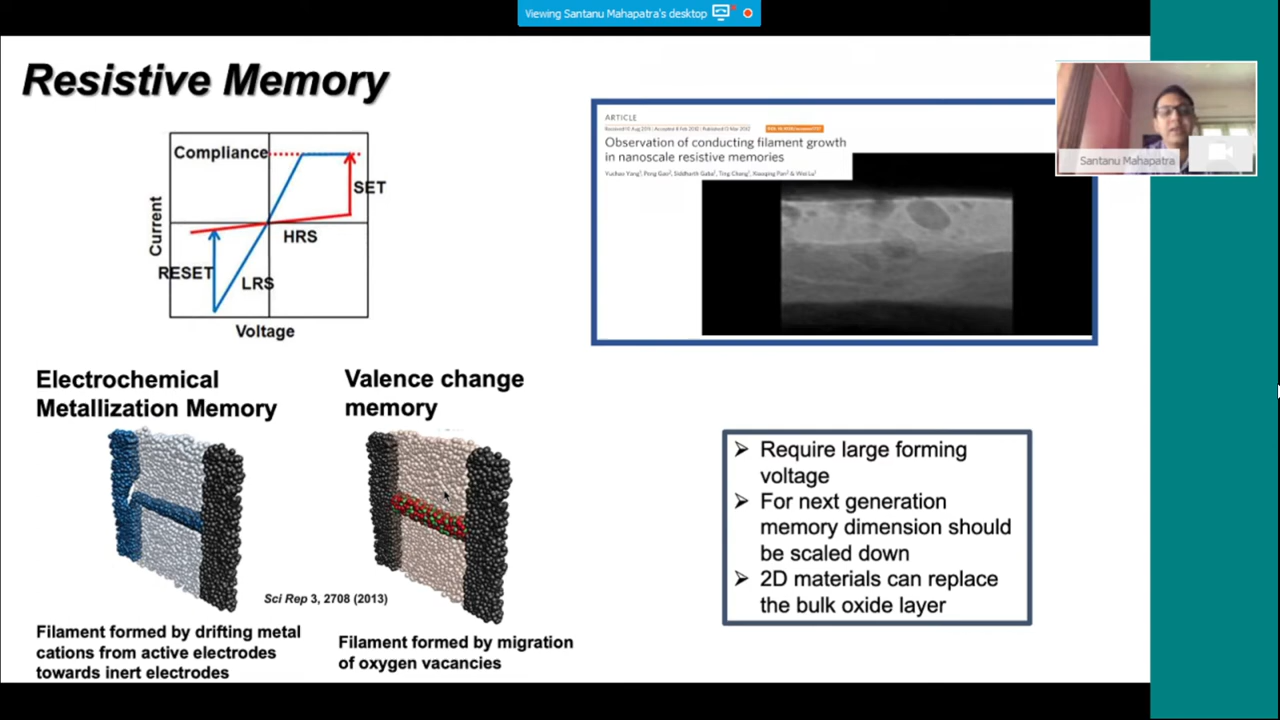 Viewing Santanu Mahapatra's desktop
Resistive Memory
Compliance
SET
Current
HRS
RESET
LRS
Voltage
ARTICLE
Observation of conducting filament growth
in nanoscale resistive memories
Santanu Mahapatra
Electrochemical
Metallization Memory
Valence change
memory
Sci Rep 3, 2708 (2013)
Filament formed by drifting metal
cations from active electrodes
towards inert electrodes
Filament formed by migration
of oxygen vacancies
➢ Require large forming
voltage
➢ For next generation
memory dimension should
be scaled down
➢ 2D materials can replace
the bulk oxide layer